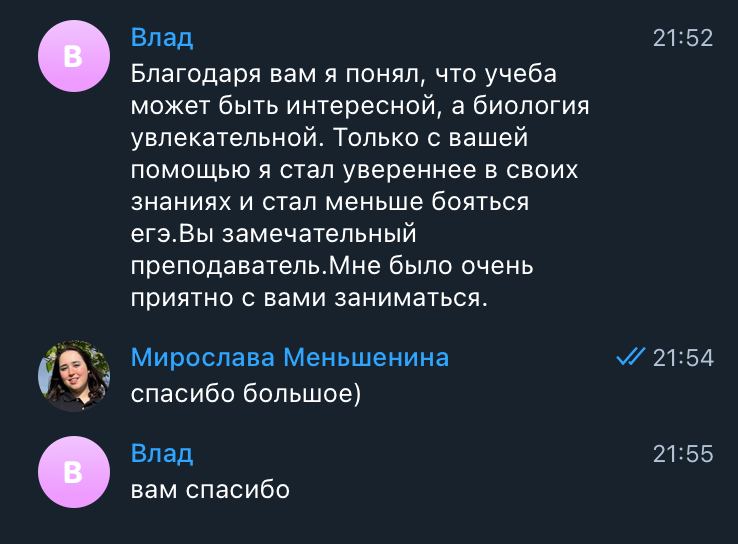 В
Влад 21:52
Благодаря вам я понял, что учеба
может быть интересной, а биология
увлекательной. Только с вашей
помощью я стал увереннее в своих
знаниях и стал меньше бояться
егэ.Вы замечательный
преподаватель.Мне было очень
приятно с вами заниматься.
Мирослава Меньшенина 21:54
спасибо большое)
В
Влад 21:55
вам спасибо